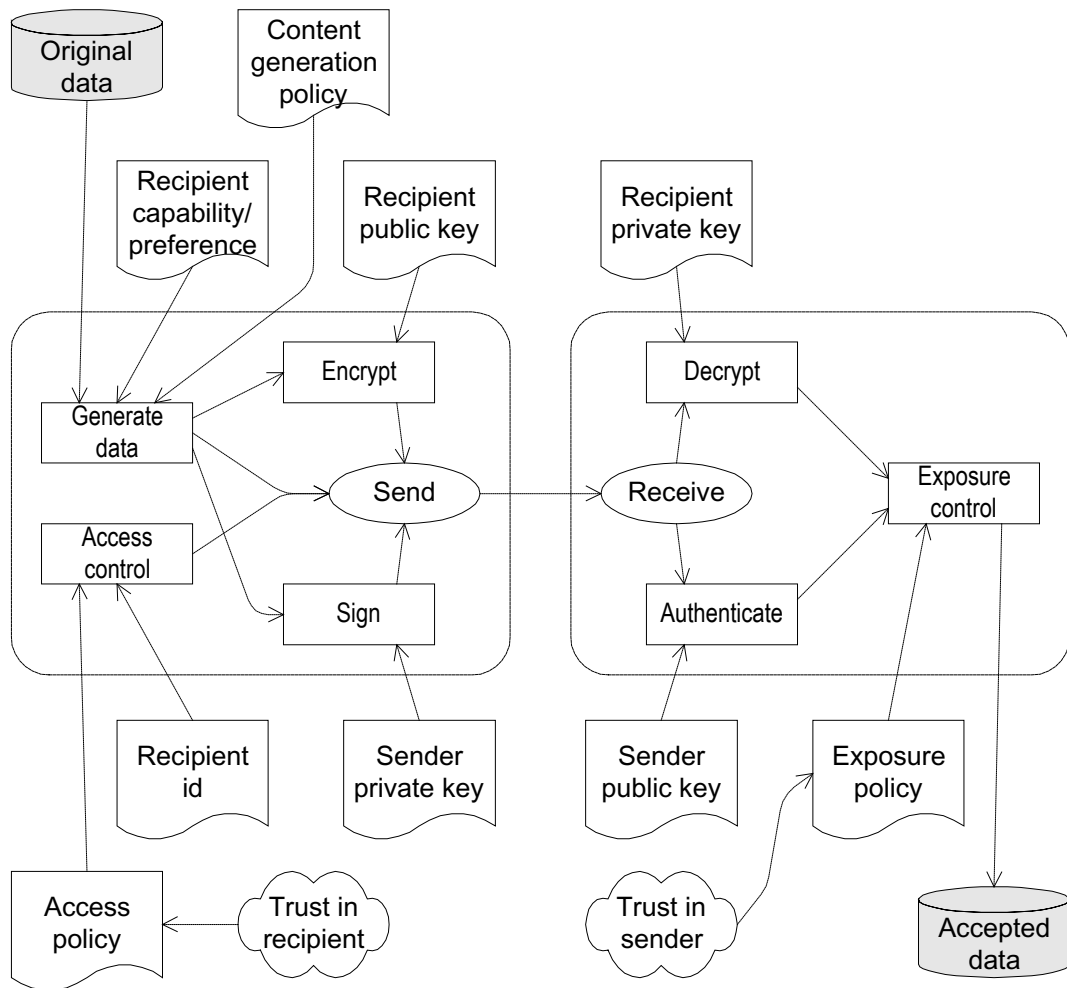 Original
data
Content
generation
policy
Recipient
capability/
preference
Recipient
public key
Recipient
private key
Encrypt
Decrypt
Generate
data
Send
Receive
Exposure
control
Access
control
Sign
Authenticate
Recipient
id
Sender
private key
Sender
public key
Exposure
policy
Access
policy
Trust in
recipient
Trust in
sender
Accepted
data